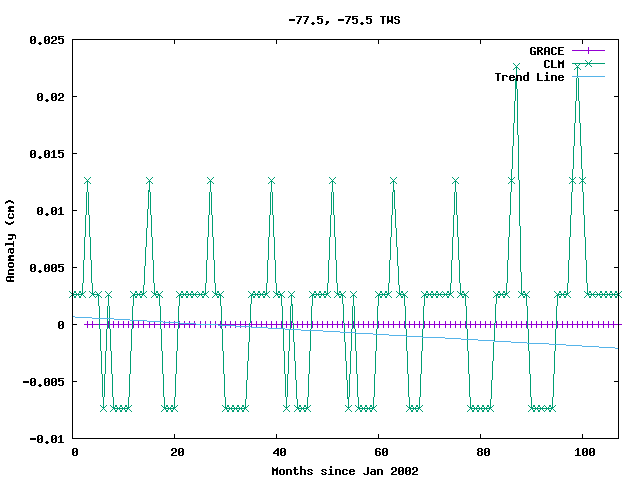 -77.5, -75.5 TWS
0.025
0.02
0.015
0.01
0.005
0
-0.005
-0.01
Anomaly (cm)
GRACE
CLM
Trend Line
0 20 40 60 80 100
Months since Jan 2002